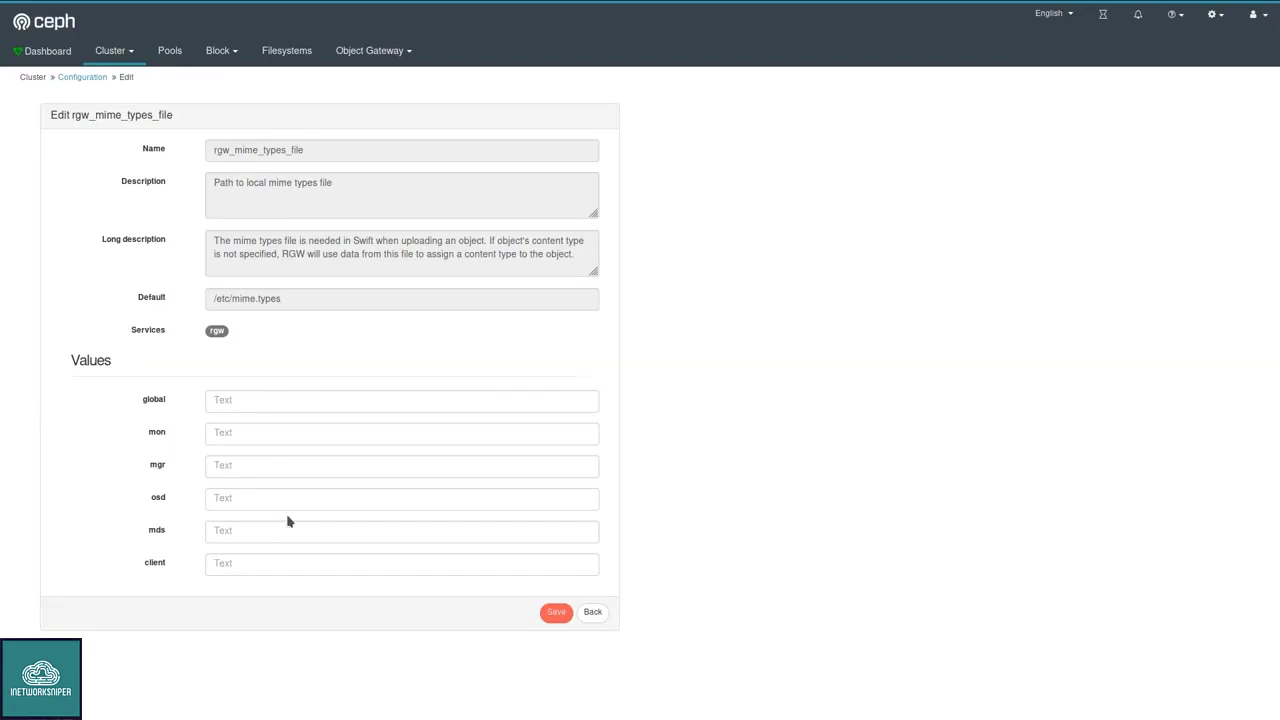 ceph
English
Dashboard
Cluster
Pools
Block
Filesystems
Object Gateway
Cluster » Configuration » Edit
Edit rgw_mime_types_file
Name
rgw_mime_types_file
Description
Path to local mime types file
Long description
The mime types file is needed in Swift when uploading an object. If object's content type
is not specified, RGW will use data from this file to assign a content type to the object.
Default
/etc/mime.types
Services
rgw
Values
global
Text
mon
Text
mgr
Text
osd
Text
mds
Text
client
Text
Save
Back
INETWORKSNIPER